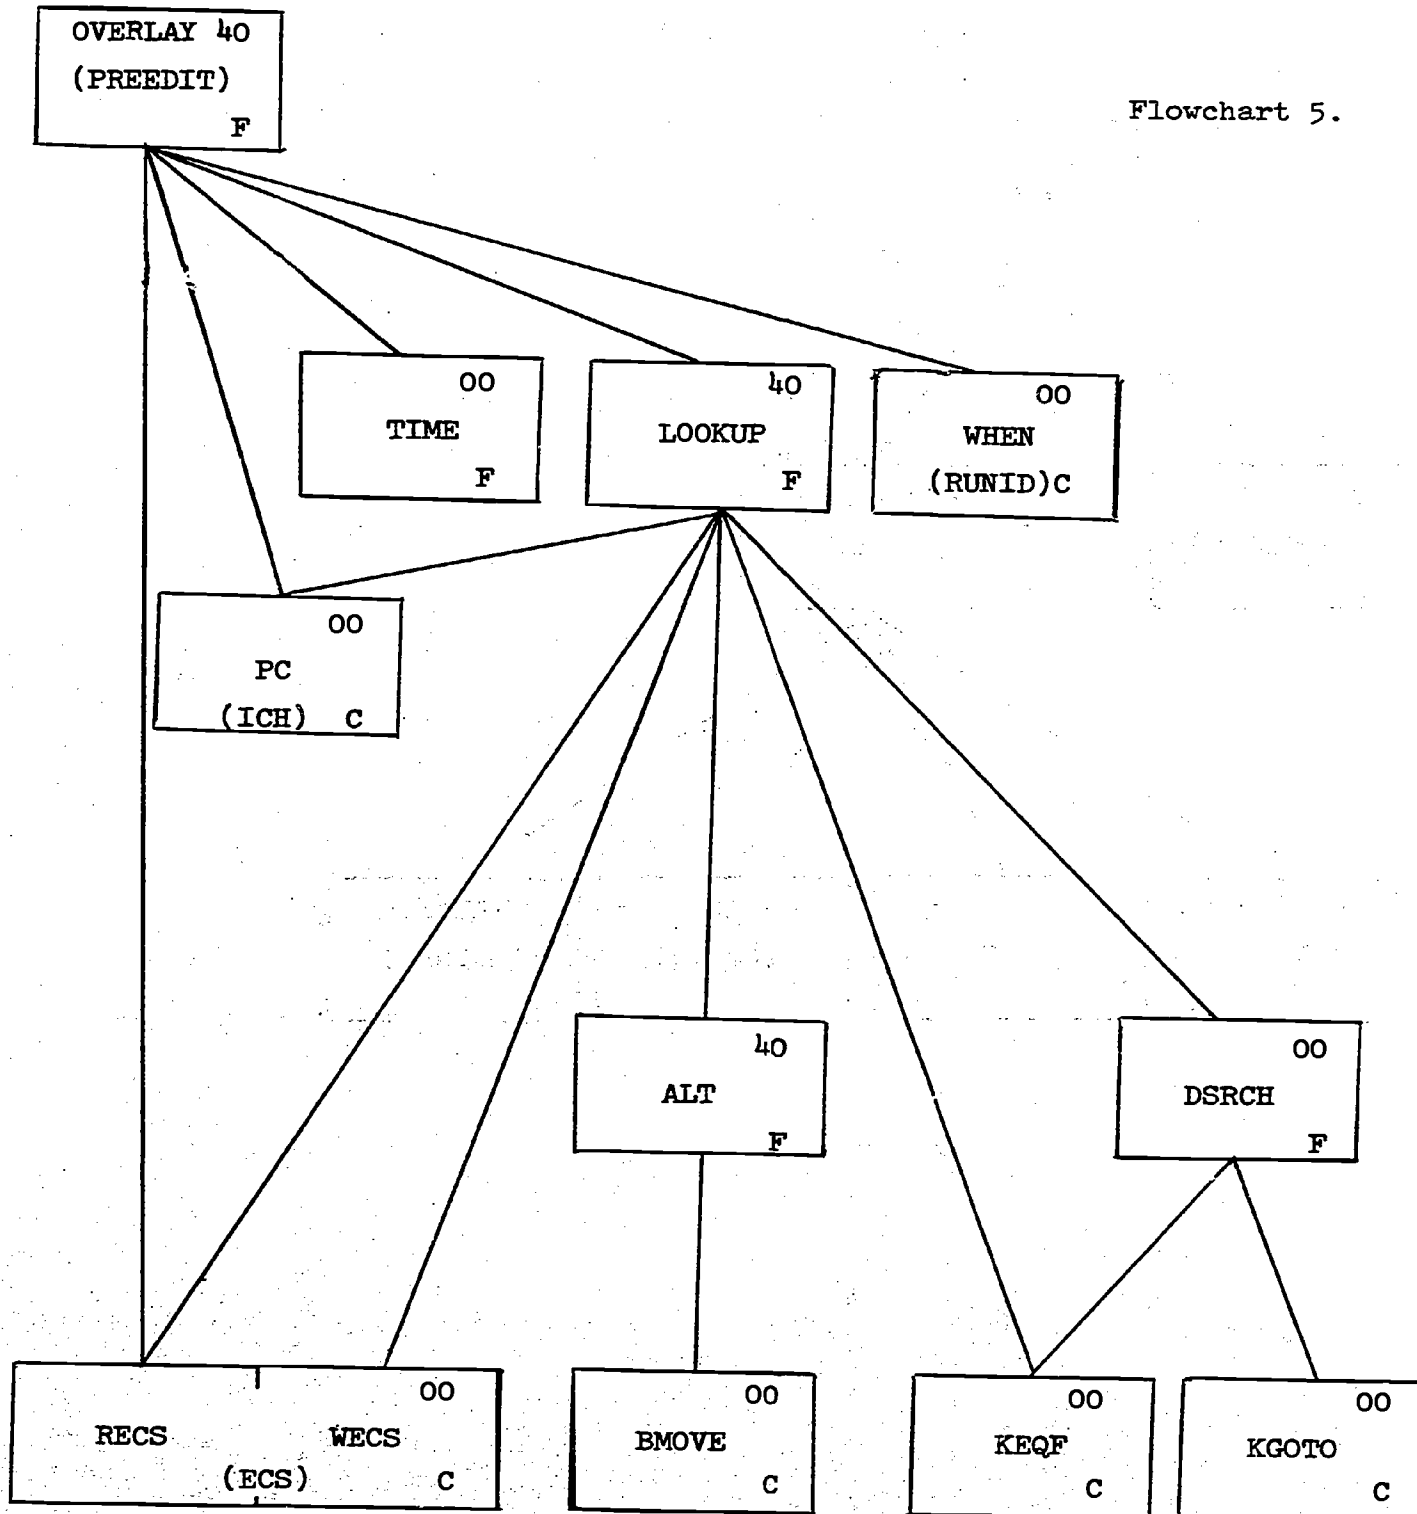 OVERLAY 40
(PREEDIT)
F
Flowchart 5.
00
TIME
F
40
LOOKUP
F
00
WHEN
(RUNID)C
00
PC
(ICH) C
40
ALT
F
00
DSRCH
F
00
RECS WECS
(ECS) C
00
BMOVE
C
00
KEQF
C
00
KGOTO
C